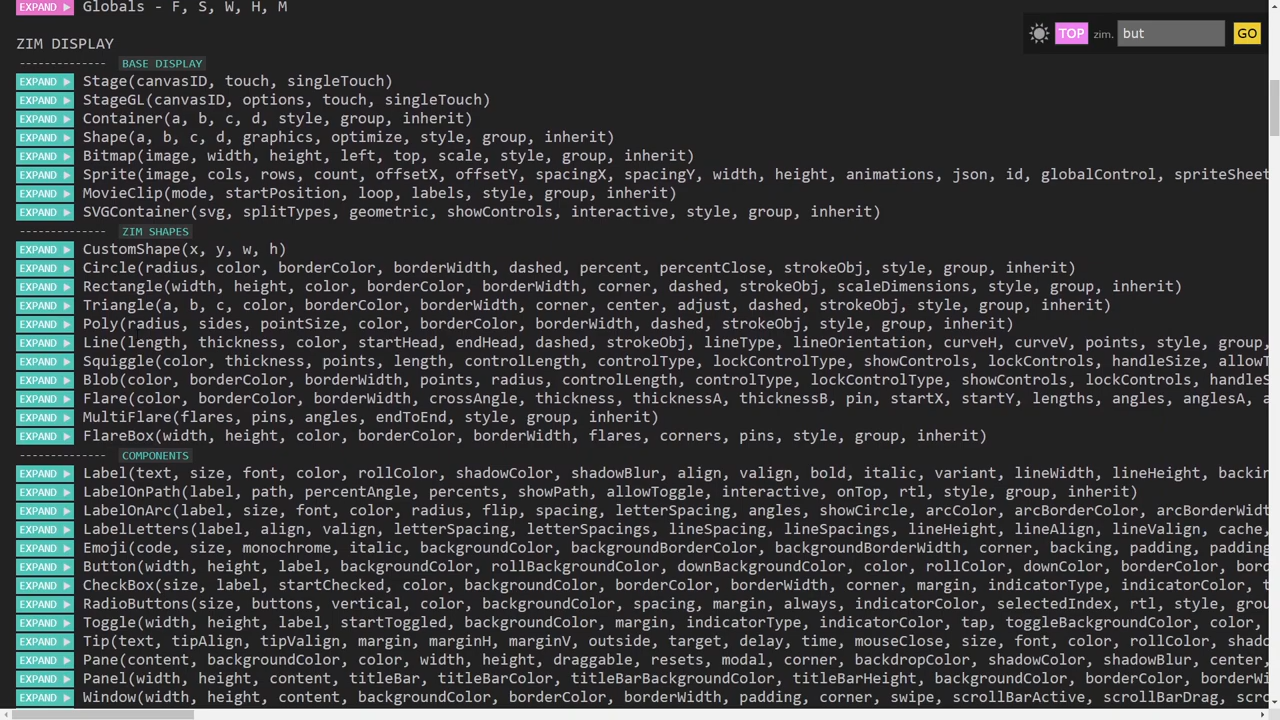 EXPAND ► Globals - F, S, W, H, M
TOP zim. but GO
ZIM DISPLAY
-------------- BASE DISPLAY
EXPAND ► Stage(canvasID, touch, singleTouch)
EXPAND ► StageGL(canvasID, options, touch, singleTouch)
EXPAND ► Container(a, b, c, d, style, group, inherit)
EXPAND ► Shape(a, b, c, d, graphics, optimize, style, group, inherit)
EXPAND ► Bitmap(image, width, height, left, top, scale, style, group, inherit)
EXPAND ► Sprite(image, cols, rows, count, offsetX, offsetY, spacingX, spacingY, width, height, animations, json, id, globalControl, spriteSheet
EXPAND ► MovieClip(mode, startPosition, loop, labels, style, group, inherit)
EXPAND ► SVGContainer(svg, splitTypes, geometric, showControls, interactive, style, group, inherit)
-------------- ZIM SHAPES
EXPAND ► CustomShape(x, y, w, h)
EXPAND ► Circle(radius, color, borderColor, borderWidth, dashed, percent, percentClose, strokeObj, style, group, inherit)
EXPAND ► Rectangle(width, height, color, borderColor, borderWidth, corner, dashed, strokeObj, scaleDimensions, style, group, inherit)
EXPAND ► Triangle(a, b, c, color, borderColor, borderWidth, corner, center, adjust, dashed, strokeObj, style, group, inherit)
EXPAND ► Poly(radius, sides, pointSize, color, borderColor, borderWidth, dashed, strokeObj, style, group, inherit)
EXPAND ► Line(length, thickness, color, startHead, endHead, dashed, strokeObj, lineType, lineOrientation, curveH, curveV, points, style, group,
EXPAND ► Squiggle(color, thickness, points, length, controlLength, controlType, lockControlType, showControls, lockControls, handleSize, allowT
EXPAND ► Blob(color, borderColor, borderWidth, points, radius, controlLength, controlType, lockControlType, showControls, lockControls, handleS
EXPAND ► Flare(color, borderColor, borderWidth, crossAngle, thickness, thicknessA, thicknessB, pin, startX, startY, lengths, angles, anglesA, a
EXPAND ► MultiFlare(flares, pins, angles, endToEnd, style, group, inherit)
EXPAND ► FlareBox(width, height, color, borderColor, borderWidth, flares, corners, pins, style, group, inherit)
-------------- COMPONENTS
EXPAND ► Label(text, size, font, color, rollColor, shadowColor, shadowBlur, align, valign, bold, italic, variant, lineWidth, lineHeight, backin
EXPAND ► LabelOnPath(label, path, percentAngle, percents, showPath, allowToggle, interactive, onTop, rtl, style, group, inherit)
EXPAND ► LabelOnArc(label, size, font, color, radius, flip, spacing, letterSpacing, angles, showCircle, arcColor, arcBorderColor, arcBorderWidt
EXPAND ► LabelLetters(label, align, valign, letterSpacing, letterSpacings, lineSpacing, lineSpacings, lineHeight, lineAlign, lineValign, cache,
EXPAND ► Emoji(code, size, monochrome, italic, backgroundColor, backgroundBorderColor, backgroundBorderWidth, corner, backing, padding, padding
EXPAND ► Button(width, height, label, backgroundColor, rollBackgroundColor, downBackgroundColor, color, rollColor, downColor, borderColor, bord
EXPAND ► CheckBox(size, label, startChecked, color, backgroundColor, borderColor, borderWidth, corner, margin, indicatorType, indicatorColor, t
EXPAND ► RadioButtons(size, buttons, vertical, color, backgroundColor, spacing, margin, always, indicatorColor, selectedIndex, rtl, style, grou
EXPAND ► Toggle(width, height, label, startToggled, backgroundColor, margin, indicatorType, indicatorColor, tap, toggleBackgroundColor, color,
EXPAND ► Tip(text, tipAlign, tipValign, margin, marginH, marginV, outside, target, delay, time, mouseClose, size, font, color, rollColor, shado
EXPAND ► Pane(content, backgroundColor, color, width, height, draggable, resets, modal, corner, backdropColor, shadowColor, shadowBlur, center,
EXPAND ► Panel(width, height, content, titleBar, titleBarColor, titleBarBackgroundColor, titleBarHeight, backgroundColor, borderColor, borderWi
EXPAND ► Window(width, height, content, backgroundColor, borderColor, borderWidth, padding, corner, swipe, scrollBarActive, scrollBarDrag, scro